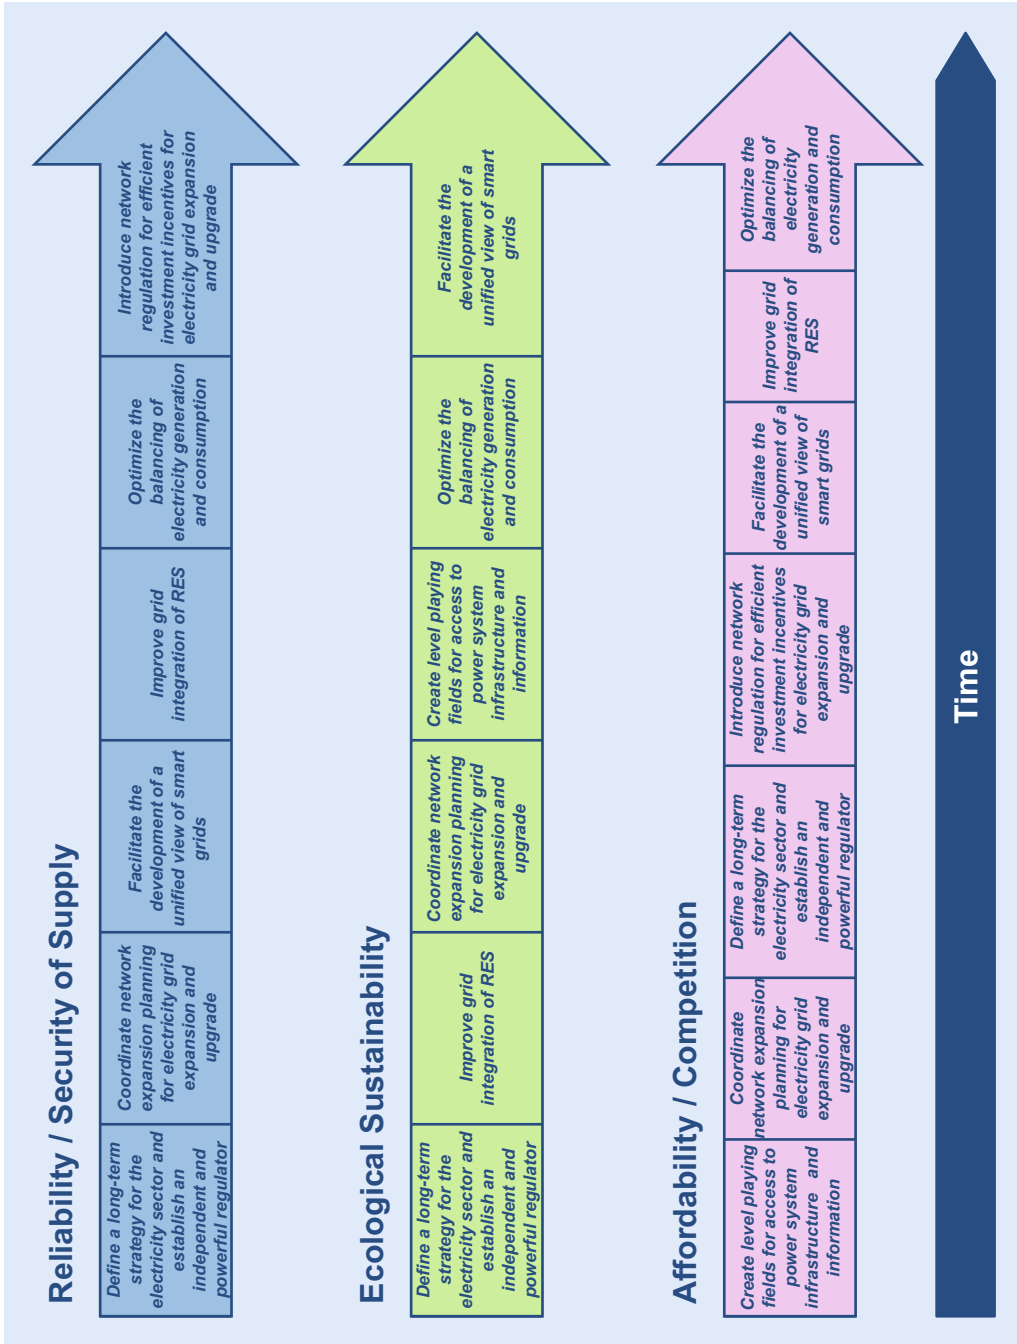 Reliability / Security of Supply
Define a long-term
strategy for the
electricity sector and
establish an
independent and
powerful regulator
Coordinate network
expansion planning
for electricity grid
expansion and
upgrade
Facilitate the
development of a
unified view of smart
grids
Improve grid
integration of RES
Optimize the
balancing of
electricity generation
and consumption
Introduce network
regulation for efficient
investment incentives for
electricity grid expansion
and upgrade
Ecological Sustainability
Define a long-term
strategy for the
electricity sector and
establish an
independent and
powerful regulator
Improve grid
integration of RES
Coordinate network
expansion planning
for electricity grid
expansion and
upgrade
Create level playing
fields for access to
power system
infrastructure and
information
Optimize the
balancing of
electricity generation
and consumption
Facilitate the
development of a
unified view of smart
grids
Affordability / Competition
Create level playing
fields for access to
power system
infrastructure and
information
Coordinate
network expansion
planning for
electricity grid
expansion and
upgrade
Define a long-term
strategy for the
electricity sector and
establish an
independent and
powerful regulator
Introduce network
regulation for efficient
investment incentives
for electricity grid
expansion and
upgrade
Facilitate the
development of a
unified view of
smart grids
Improve grid
integration of
RES
Optimize the
balancing of
electricity
generation and
consumption
Time